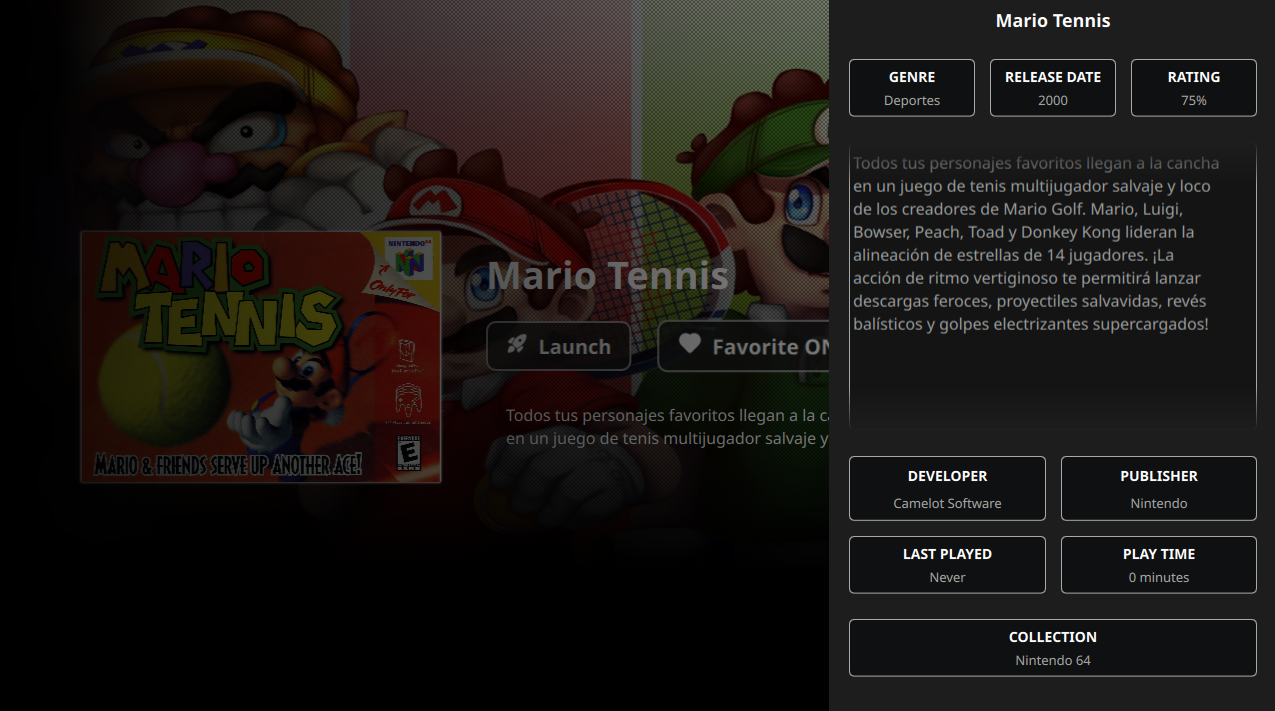 Mario Tennis
GENRE
Deportes
RELEASE DATE
2000
RATING
75%
Todos tus personajes favoritos llegan a la cancha
en un juego de tenis multijugador salvaje y loco
de los creadores de Mario Golf. Mario, Luigi,
Bowser, Peach, Toad y Donkey Kong lideran la
alineación de estrellas de 14 jugadores. ¡La
acción de ritmo vertiginoso te permitirá lanzar
descargas feroces, proyectiles salvavidas, revés
balísticos y golpes electrizantes supercargados!
DEVELOPER
Camelot Software
PUBLISHER
Nintendo
LAST PLAYED
Never
PLAY TIME
0 minutes
COLLECTION
Nintendo 64
MARIO
TENNIS
NINTENDO 64
Only For
EVERYONE
E
MARIO & FRIENDS SERVE UP ANOTHER ACE!
Mario Tennis
Launch
Favorite ON
Todos tus personajes favoritos llegan a la ca
en un juego de tenis multijugador salvaje y